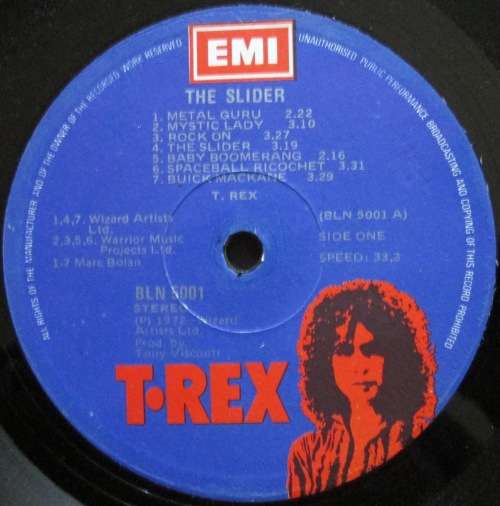 EMI
ALL RIGHTS OF THE MANUFACTURER AND OF THE OWNER OF THE RECORDED WORK RESERVED
UNAUTHORISED PUBLIC PERFORMANCE BROADCASTING AND COPYING OF THIS RECORD PROHIBITED
THE SLIDER
1. METAL GURU 2.22
2. MYSTIC LADY 3.10
3. ROCK ON 3.27
4. THE SLIDER 3.19
5. BABY BOOMERANG 2.16
6. SPACEBALL RICOCHET 3.31
7. BUICK MACKANE 3.29
T. REX
1,4,7. Wizard Artists
Ltd.
2,3,5,6. Warrior Music
Projects Ltd.
1-7 Marc Bolan
(BLN 5001 A)
SIDE ONE
SPEED: 33.3
BLN 5001
STEREO
(P) 1972 Wizard
Artists Ltd.
Prod. by:
Tony Visconti
T•REX